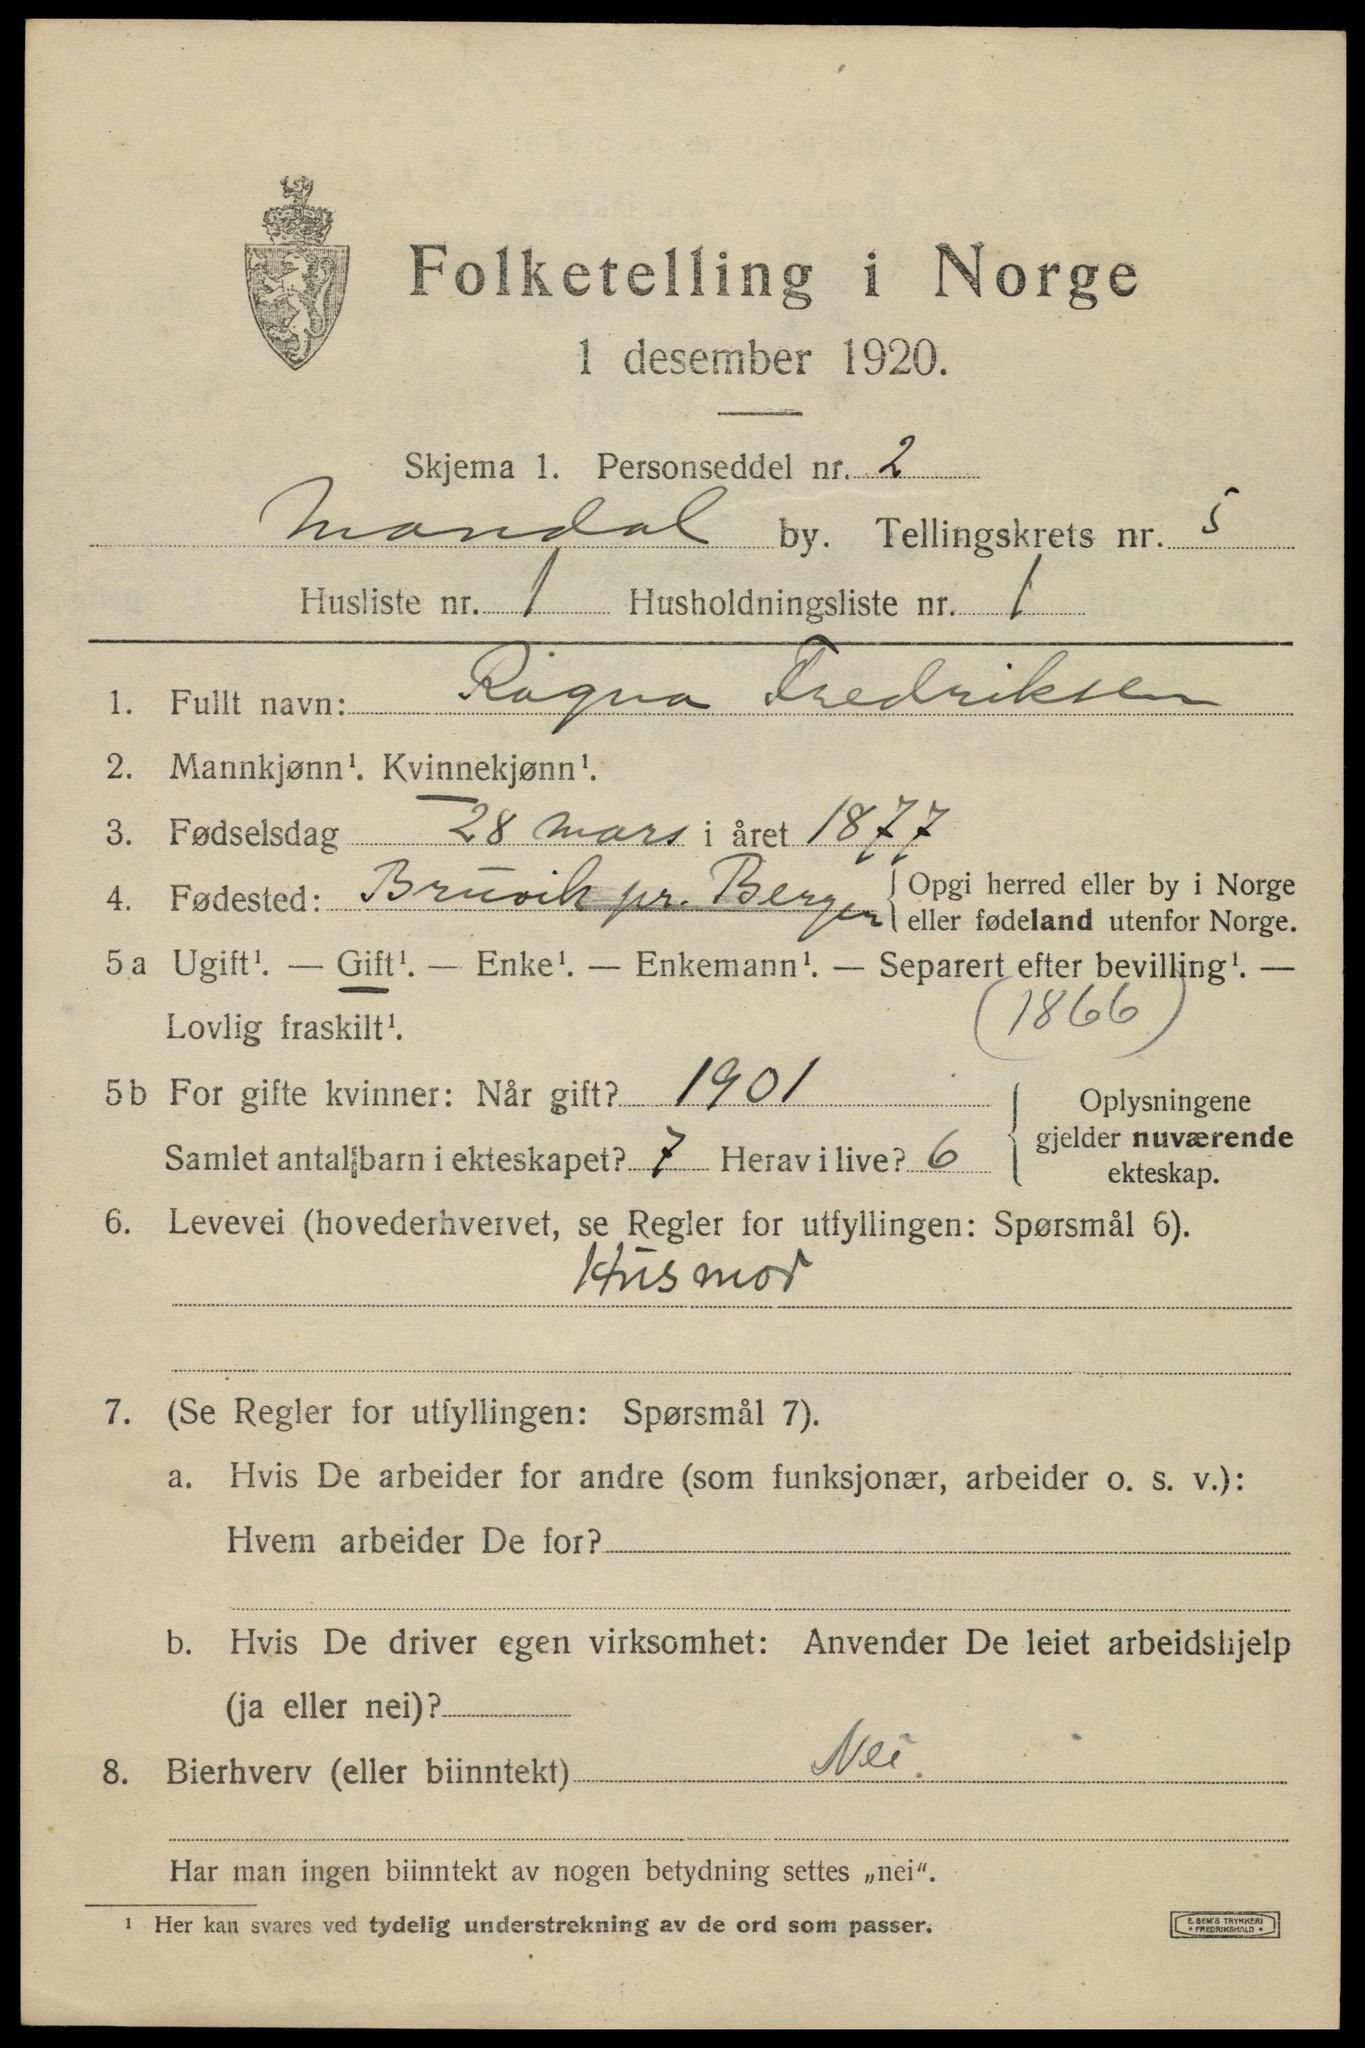 Folketelling i Norge
1 desember 1920.
Skjema 1. Personseddel nr. 2
Mandal by. Tellingskrets nr. 5
Husliste nr. 1 Husholdningsliste nr. 1
1. Fullt navn: Ragna Fredriksen
2. Mannkjønn¹. Kvinnekjønn¹.
3. Fødselsdag 28 mars i året 1877
4. Fødested: Bruvik pr. Bergen { Opgi herred eller by i Norge
eller fødeland utenfor Norge.
5a Ugift¹. — Gift¹. — Enke¹. — Enkemann¹. — Separert efter bevilling¹. —
Lovlig fraskilt¹. (1866)
5b For gifte kvinner: Når gift? 1901 { Oplysningene
gjelder nuværende
ekteskap.
Samlet antal barn i ekteskapet? 7 Herav i live? 6
6. Levevei (hovederhvervet, se Regler for utfyllingen: Spørsmål 6).
Husmor
7. (Se Regler for utfyllingen: Spørsmål 7).
a. Hvis De arbeider for andre (som funksjonær, arbeider o. s. v.):
Hvem arbeider De for?
b. Hvis De driver egen virksomhet: Anvender De leiet arbeidshjelp
(ja eller nei)?
8. Bierhverv (eller biinntekt) Nei.
Har man ingen biinntekt av nogen betydning settes „nei“.
¹ Her kan svares ved tydelig understrekning av de ord som passer.
E. SEM'S TRYKKERI
* FREDRIKSHALD *